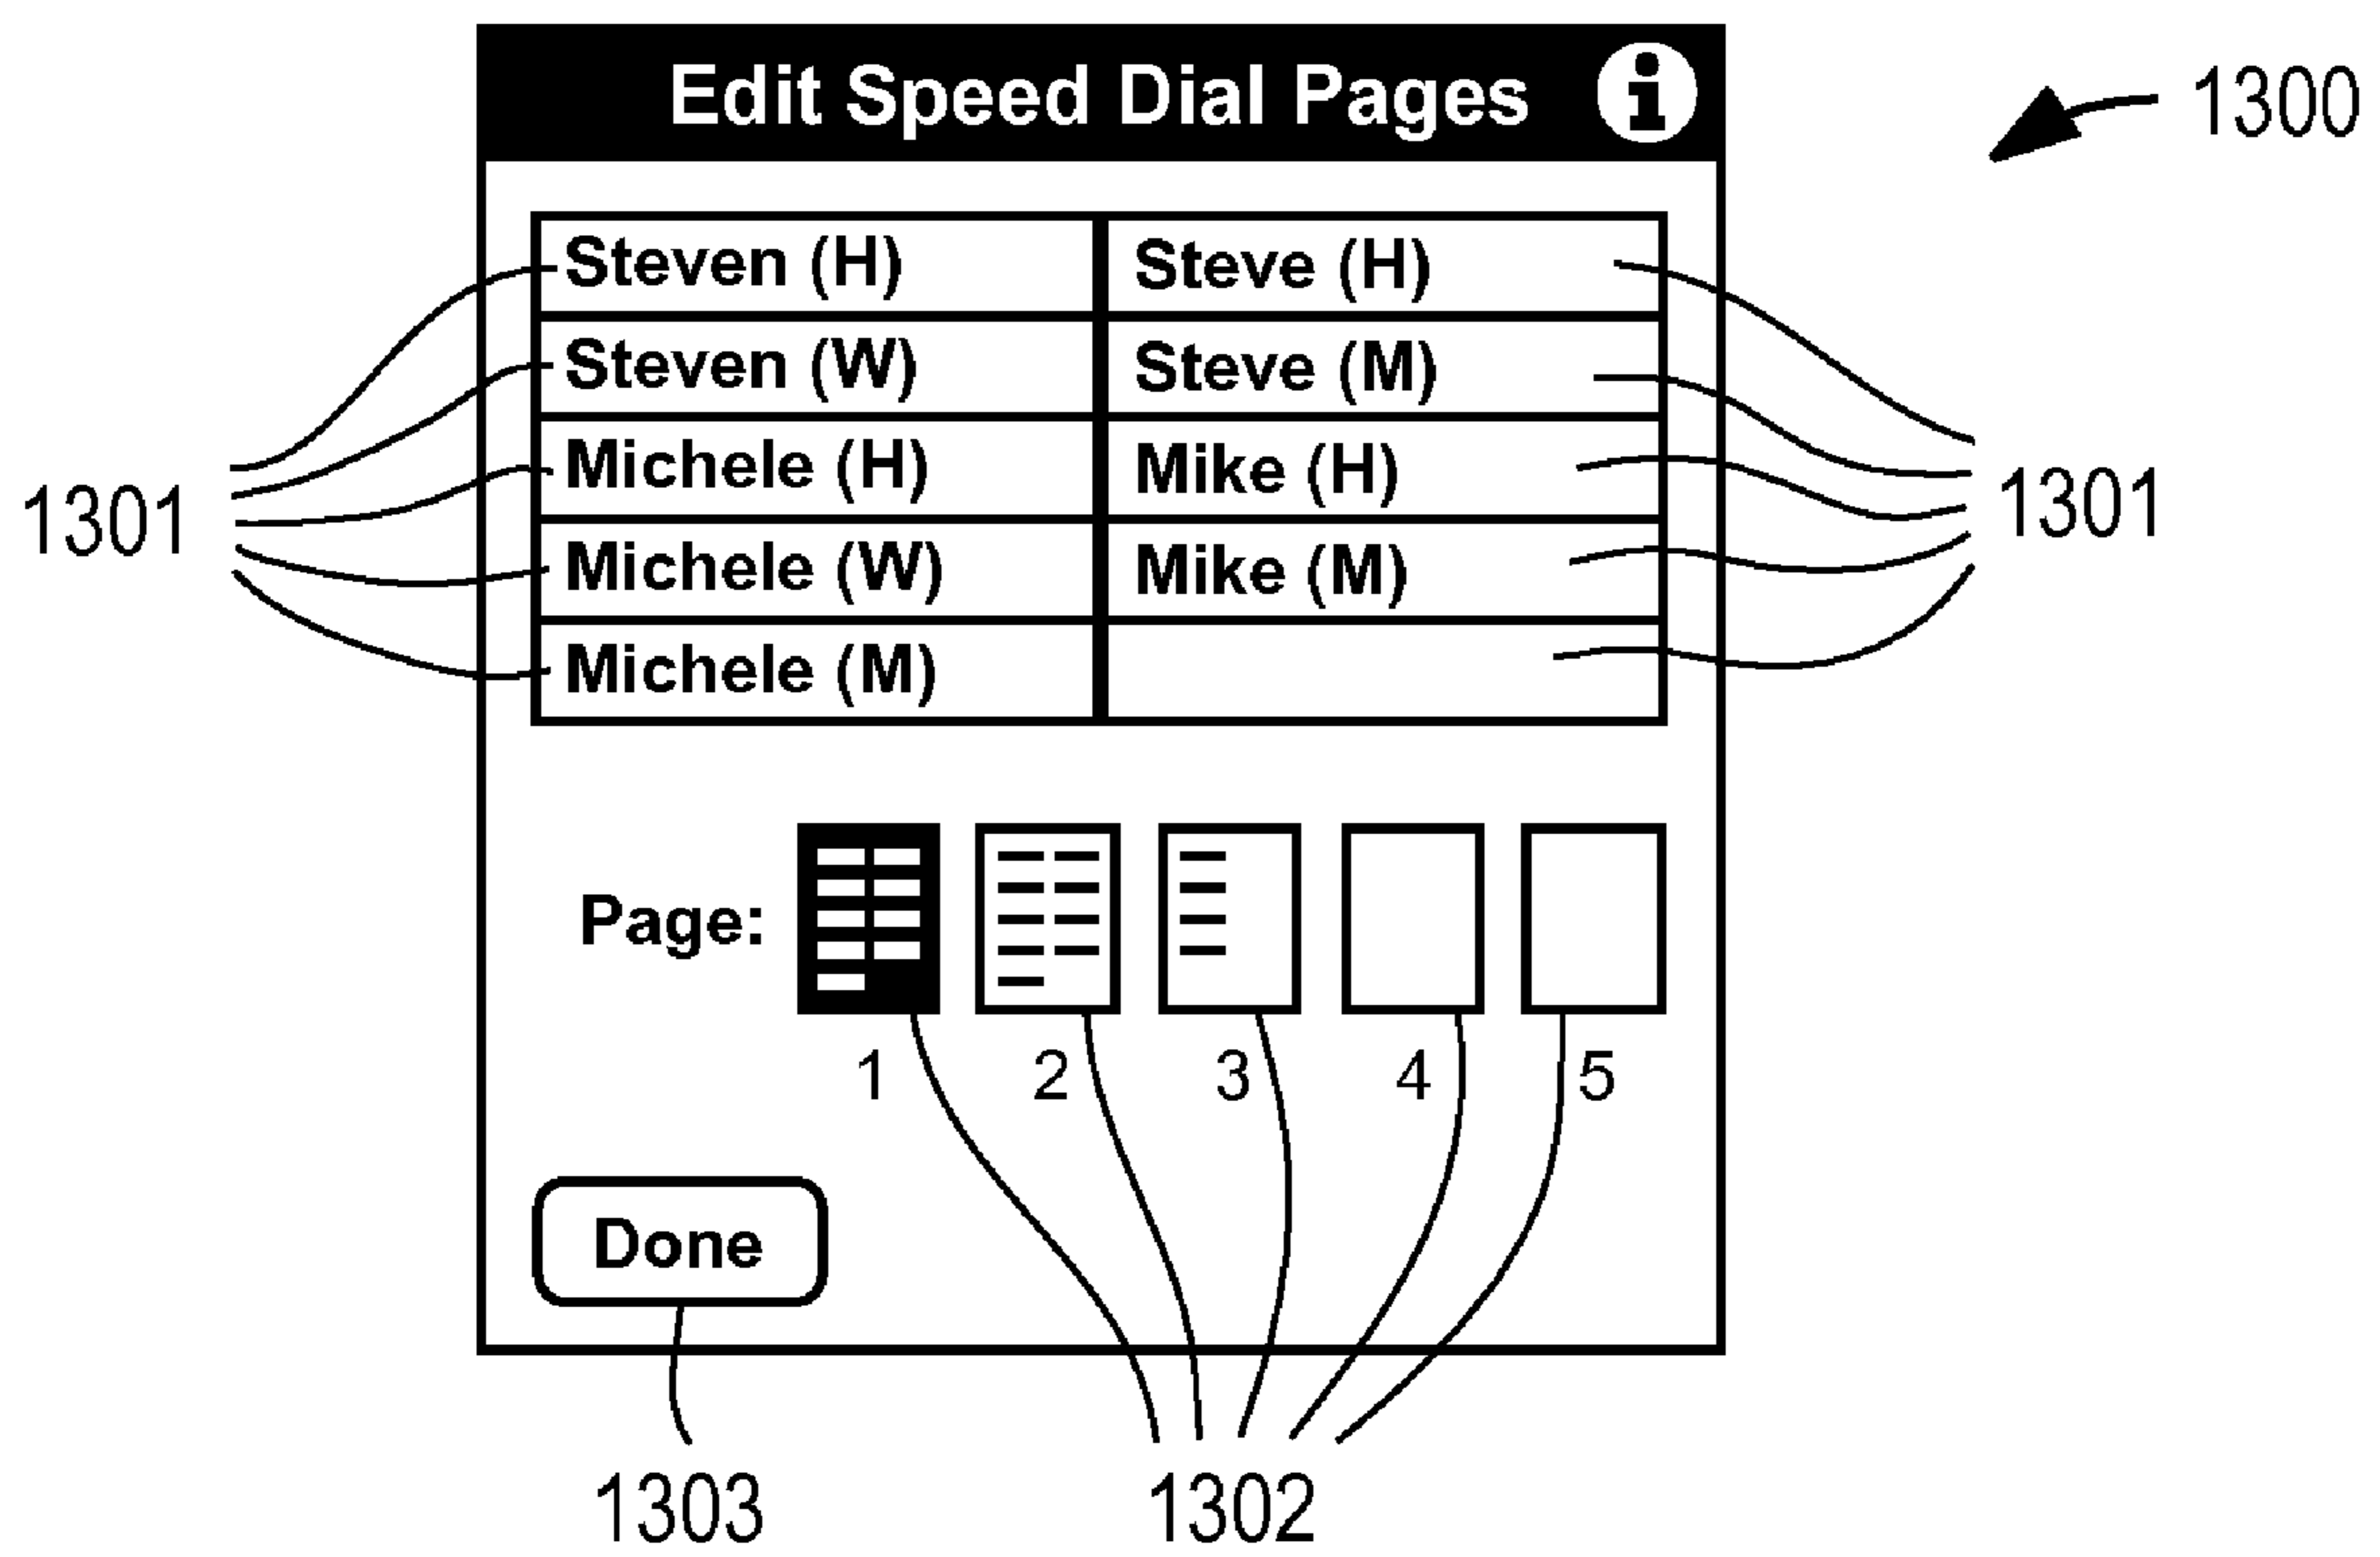 Edit Speed Dial Pages i
1300
Steven (H) Steve (H)
Steven (W) Steve (M)
Michele (H) Mike (H)
1301 1301
Michele (W) Mike (M)
Michele (M)
Page:
1 2 3 4 5
Done
1303 1302